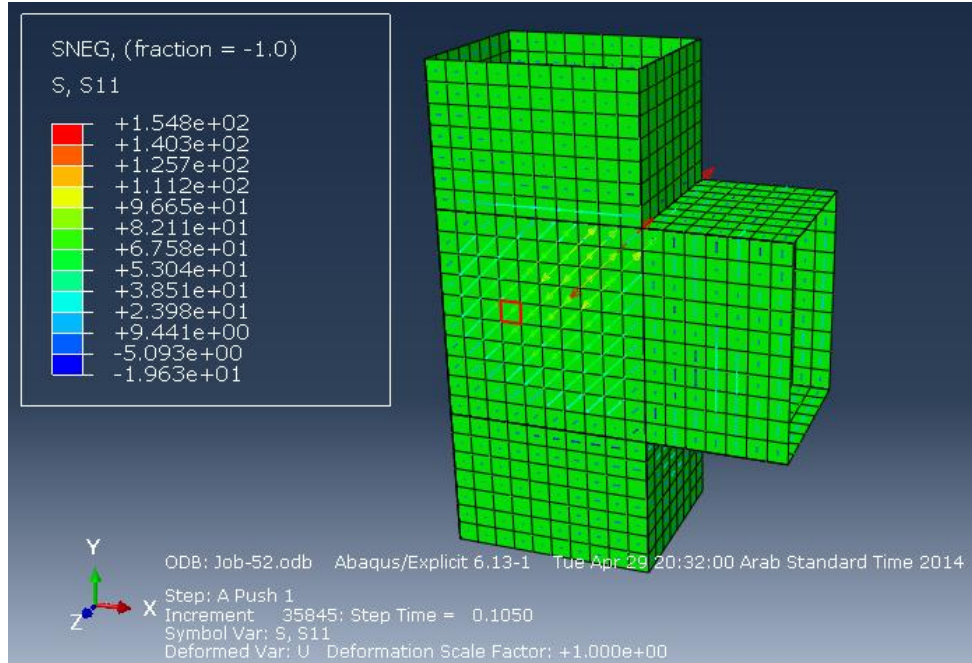 SNEG, (fraction = -1.0)
S, S11
+1.548e+02
+1.403e+02
+1.257e+02
+1.112e+02
+9.665e+01
+8.211e+01
+6.758e+01
+5.304e+01
+3.851e+01
+2.398e+01
+9.441e+00
-5.093e+00
-1.963e+01
Y
X
Z
ODB: Job-52.odb Abaqus/Explicit 6.13-1 Tue Apr 29 20:32:00 Arab Standard Time 2014
Step: A Push 1
Increment 35845: Step Time = 0.1050
Symbol Var: S, S11
Deformed Var: U Deformation Scale Factor: +1.000e+00